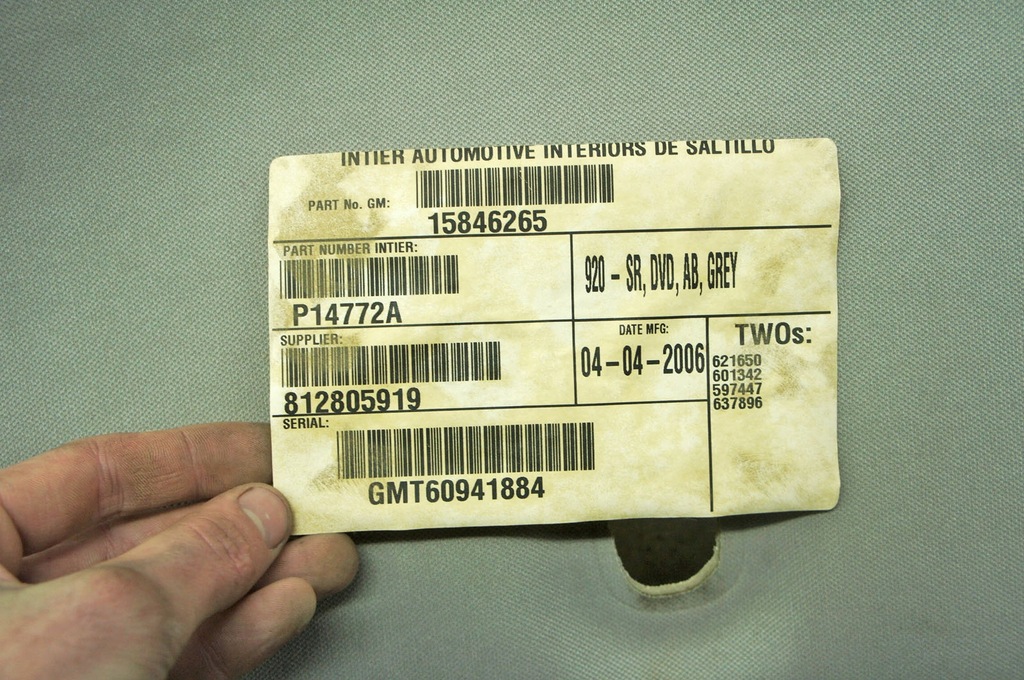 INTIER AUTOMOTIVE INTERIORS DE SALTILLO
PART No. GM:
15846265
PART NUMBER INTIER:
P14772A
920 - SR, DVD, AB, GREY
SUPPLIER:
812805919
DATE MFG:
04-04-2006
TWOs:
621650
601342
597447
637896
SERIAL:
GMT60941884